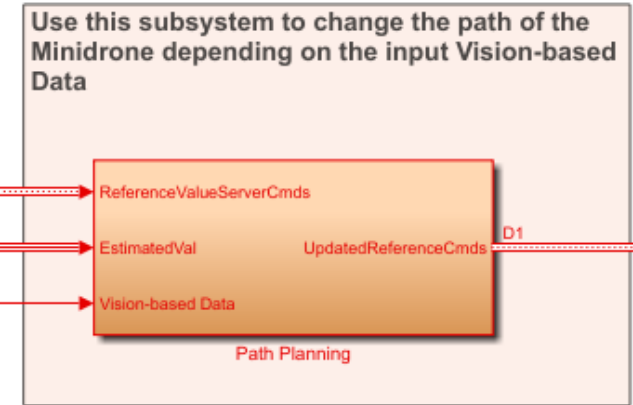 Use this subsystem to change the path of the
Minidrone depending on the input Vision-based
Data
ReferenceValueServerCmds
EstimatedVal
UpdatedReferenceCmds
D1
Vision-based Data
Path Planning